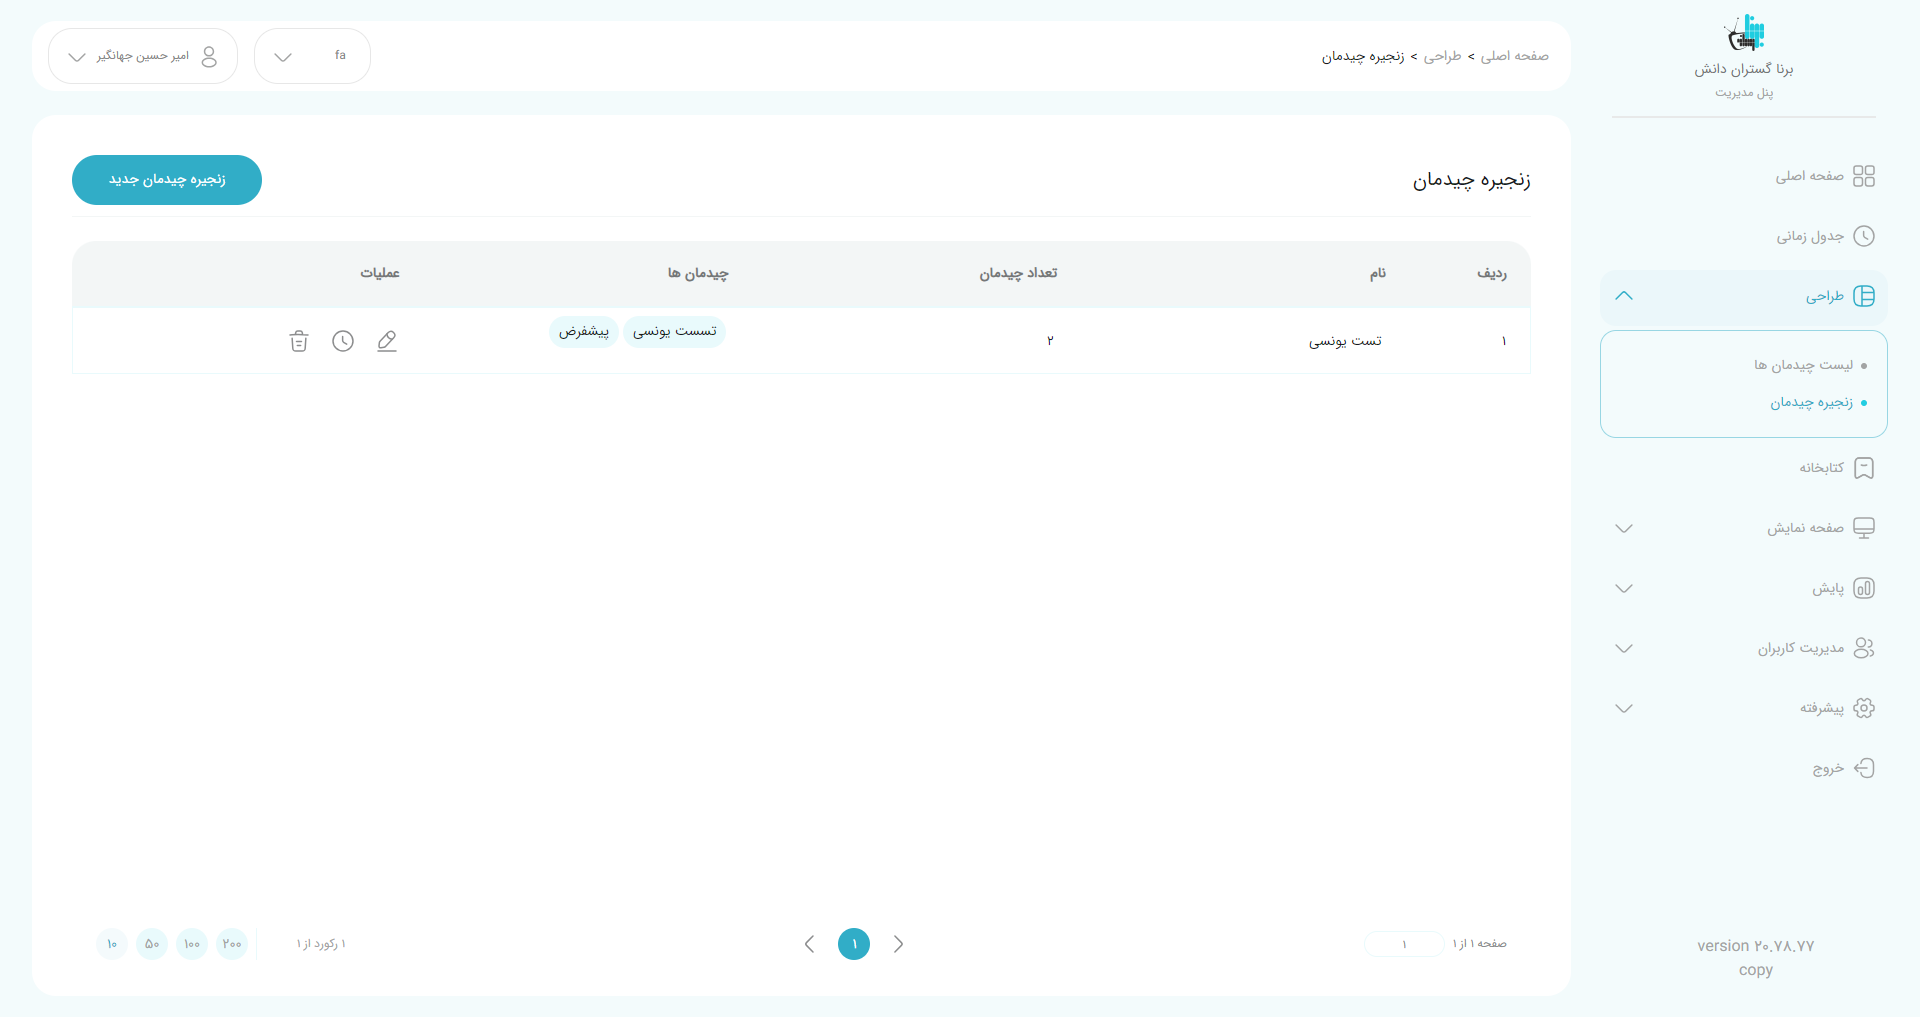 برنا گستران دانش
پنل مدیریت
صفحه اصلی
جدول زمانی
طراحی
لیست چیدمان ها
زنجیره چیدمان
کتابخانه
صفحه نمایش
پایش
مدیریت کاربران
پیشرفته
خروج
version ۲۰.۷۸.۷۷
copy
صفحه اصلی > طراحی > زنجیره چیدمان
fa
امیر حسین جهانگیر
زنجیره چیدمان
زنجیره چیدمان جدید
ردیف نام تعداد چیدمان چیدمان ها عملیات
۱ تست یونسی ۲ تسست یونسی پیشفرض
صفحه ۱ از ۱ ۱
۱
۱ رکورد از ۱
۲۰۰ ۱۰۰ ۵۰ ۱۰